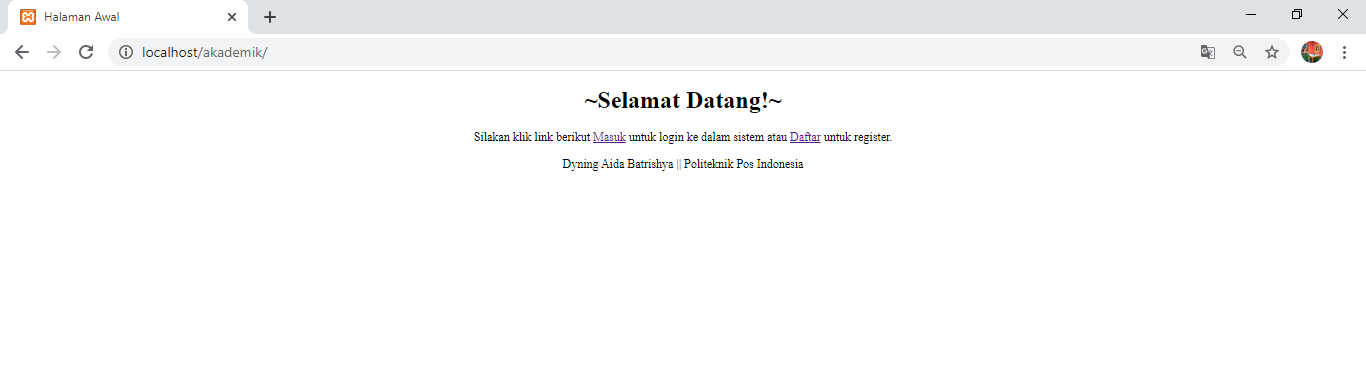 Halaman Awal
localhost/akademik/
~Selamat Datang!~
Silakan klik link berikut Masuk untuk login ke dalam sistem atau Daftar untuk register.
Dyning Aida Batrishya || Politeknik Pos Indonesia